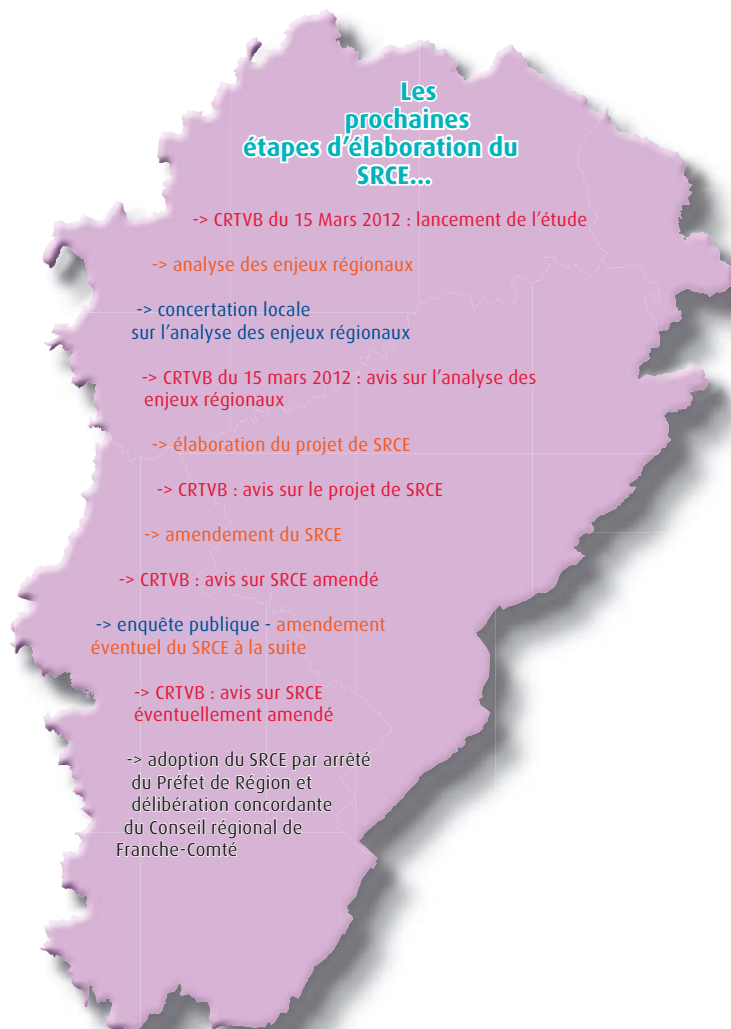 Les
prochaines
étapes d'élaboration du
SRCE...
-> CRTVB du 15 Mars 2012 : lancement de l'étude
-> analyse des enjeux régionaux
-> concertation locale
sur l'analyse des enjeux régionaux
-> CRTVB du 15 mars 2012 : avis sur l'analyse des
enjeux régionaux
-> élaboration du projet de SRCE
-> CRTVB : avis sur le projet de SRCE
-> amendement du SRCE
-> CRTVB : avis sur SRCE amendé
-> enquête publique - amendement
éventuel du SRCE à la suite
-> CRTVB : avis sur SRCE
éventuellement amendé
-> adoption du SRCE par arrêté
du Préfet de Région et
délibération concordante
du Conseil régional de
Franche-Comté